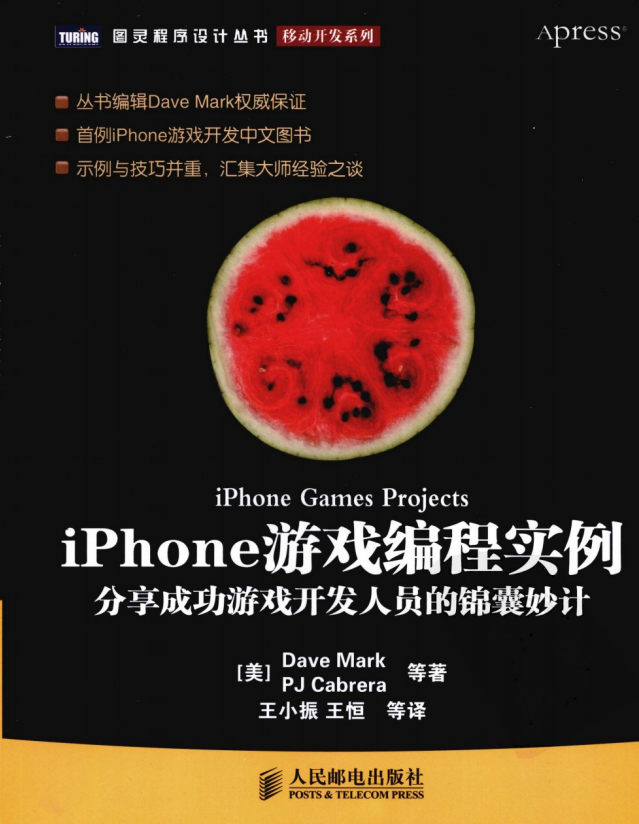 TURING 图灵程序设计丛书 移动开发系列
Apress®
丛书编辑Dave Mark权威保证
首例iPhone游戏开发中文图书
示例与技巧并重，汇集大师经验之谈
iPhone Games Projects
iPhone游戏编程实例
分享成功游戏开发人员的锦囊妙计
[美] Dave Mark
PJ Cabrera 等著
王小振 王恒 等译
人民邮电出版社
POSTS & TELECOM PRESS